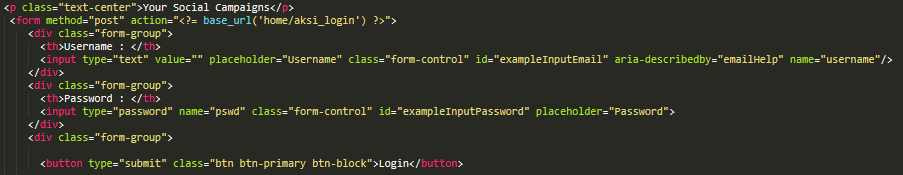 <p class="text-center">Your Social Campaigns</p>
<form method="post" action="<?= base_url('home/aksi_login') ?>">
<div class="form-group">
<th>Username : </th>
<input type="text" value="" placeholder="Username" class="form-control" id="exampleInputEmail" aria-describedby="emailHelp" name="username"/>
</div>
<div class="form-group">
<th>Password : </th>
<input type="password" name="pswd" class="form-control" id="exampleInputPassword" placeholder="Password">
</div>
<div class="form-group">
<button type="submit" class="btn btn-primary btn-block">Login</button>